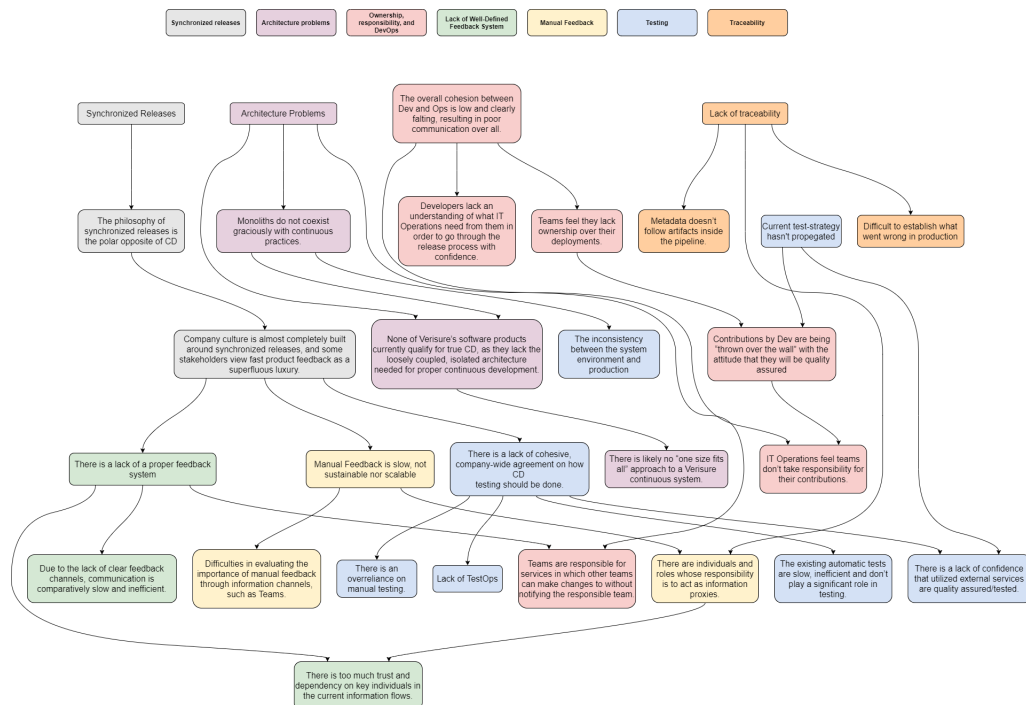 Synchronized releases
Architecture problems
Ownership,
responsibility, and
DevOps
Lack of Well-Defined
Feedback System
Manual Feedback
Testing
Traceability
Synchronized Releases
Architecture Problems
The overall cohesion between
Dev and Ops is low and clearly
falting, resulting in poor
communication over all.
Lack of traceability
The philosophy of
synchronized releases is
the polar opposite of CD
Monoliths do not coexist
graciously with continuous
practices.
Developers lack an
understanding of what IT
Operations need from them in
order to go through the
release process with
confidence.
Teams feel they lack
ownership over their
deployments.
Metadata doesn't
follow artifacts inside
the pipeline.
Current test-strategy
hasn't propegated
Difficult to establish what
went wrong in production
Company culture is almost completely built
around synchronized releases, and some
stakeholders view fast product feedback as a
superfluous luxury.
None of Verisure's software products
currently qualify for true CD, as they lack the
loosely coupled, isolated architecture
needed for proper continuous development.
The inconsistency
between the system
environment and
production
Contributions by Dev are being
"thrown over the wall" with the
attitude that they will be quality
assured
There is a lack of a proper feedback
system
Manual Feedback is slow, not
sustainable nor scalable
There is a lack of cohesive,
company-wide agreement on how
CD
testing should be done.
There is likely no "one size fits
all" approach to a Verisure
continuous system.
IT Operations feel teams
don't take responsibility for
their contributions.
Due to the lack of clear feedback
channels, communication is
comparatively slow and inefficient.
Difficulties in evaluating the
importance of manual feedback
through information channels,
such as Teams.
There is an
overreliance on
manual testing.
Lack of TestOps
Teams are responsible for
services in which other teams
can make changes to without
notifying the responsible team.
There are individuals and
roles whose responsibility
is to act as information
proxies.
The existing automatic tests
are slow, inefficient and don't
play a significant role in
testing.
There is a lack of confidence
that utilized external services
are quality assured/tested.
There is too much trust and
dependency on key individuals in
the current information flows.